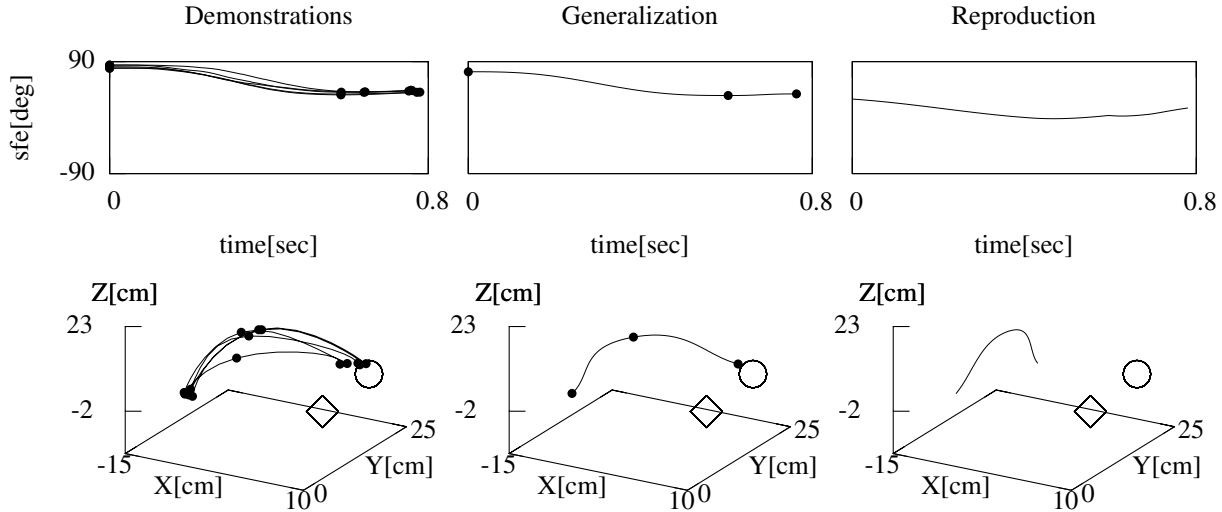 Demonstrations Generalization Reproduction
90
sfe[deg]
-90
0 0.8 0 0.8 0 0.8
time[sec] time[sec] time[sec]
Z[cm] Z[cm] Z[cm]
23 23 23
-2 -2 -2
25 25 25
-15 -15 -15
X[cm] Y[cm] X[cm] Y[cm] X[cm] Y[cm]
10 0 10 0 10 0